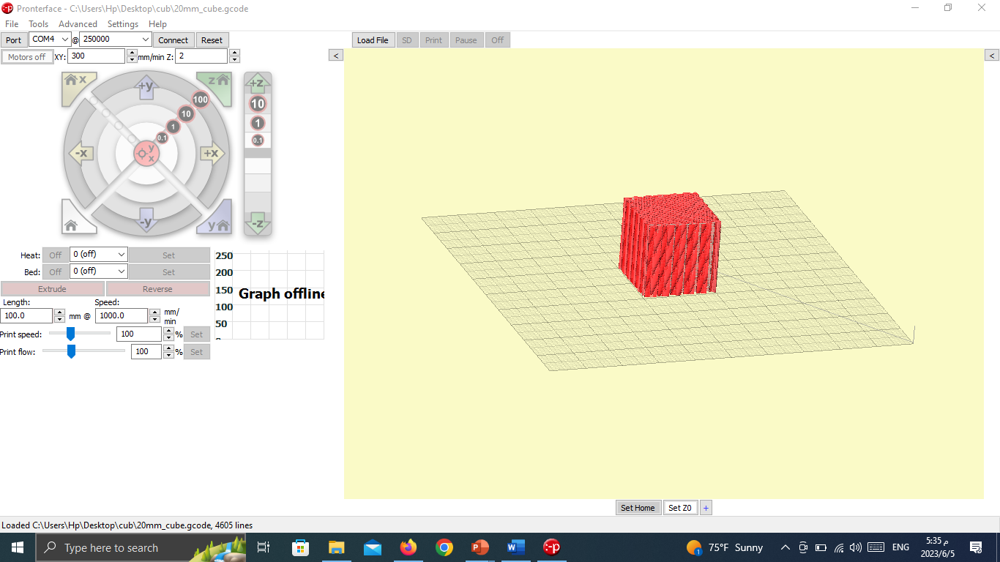 Pronterface - C:\Users\Hp\Desktop\cub\20mm_cube.gcode
File Tools Advanced Settings Help
Port COM4 @ 250000 Connect Reset Load File SD Print Pause Off
Motors off XY: 300 mm/min Z: 2 < <
x z +z
+y 100 10
10 1
1 0.1
0.1
-x y x +x
-y y -z
Heat: Off 0 (off) Set
Bed: Off 0 (off) Set
Extrude Reverse
Length: Speed:
100.0 mm @ 1000.0 mm/
min
Print speed: 100 % Set
Print flow: 100 % Set
250
200
150 Graph offline
100
50
0
Set Home Set Z0 +
Loaded C:\Users\Hp\Desktop\cub\20mm_cube.gcode, 4605 lines
Type here to search 75°F Sunny ENG 5:35 م
2023/6/5